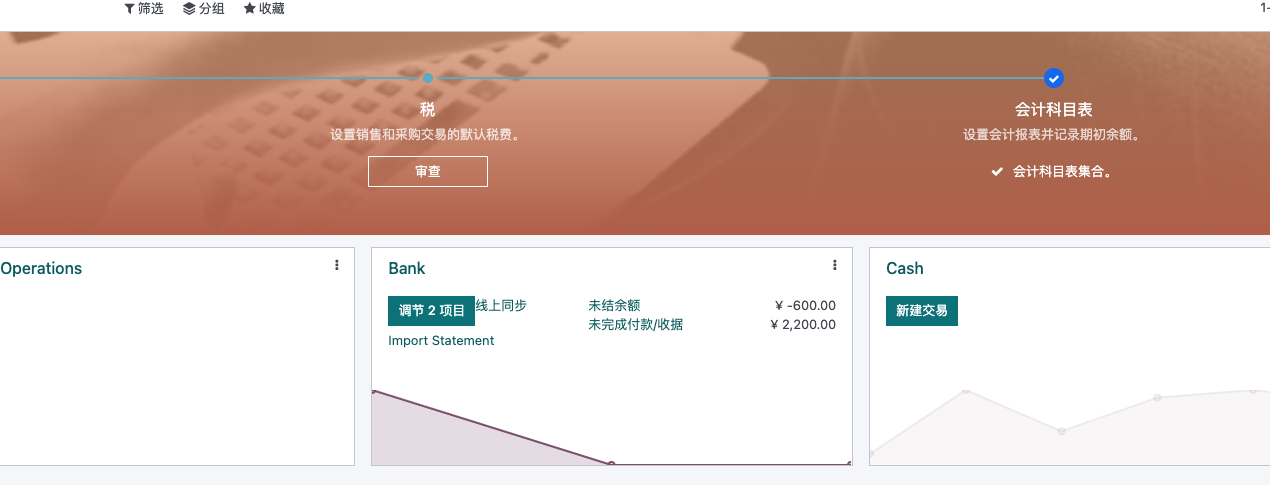 筛选 分组 收藏 1-
税
设置销售和采购交易的默认税费。
审查
会计科目表
设置会计报表并记录期初余额。
会计科目表集合。
Operations
Bank
调节 2 项目 线上同步
Import Statement
未结余额 ¥ -600.00
未完成付款/收据 ¥ 2,200.00
Cash
新建交易